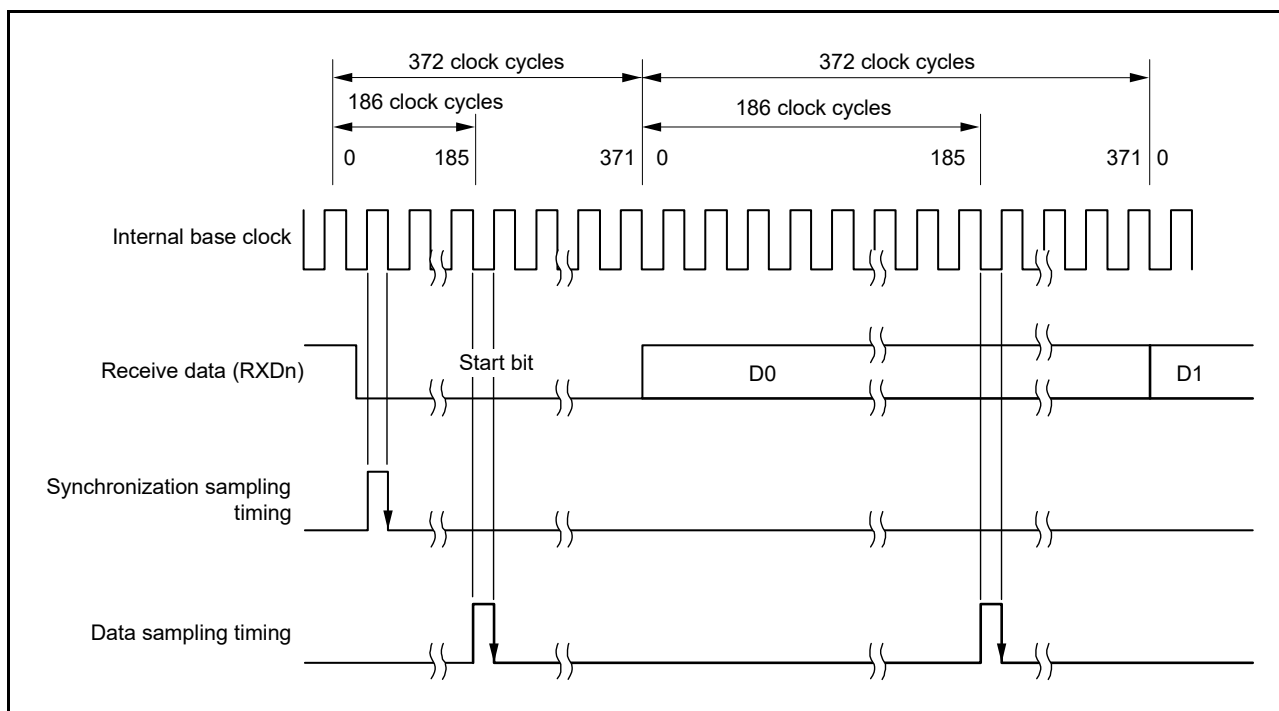 372 clock cycles
372 clock cycles
186 clock cycles
186 clock cycles
0
185
371
0
185
371
0
Internal base clock
Receive data (RXDn)
Start bit
D0
D1
Synchronization sampling
timing
Data sampling timing